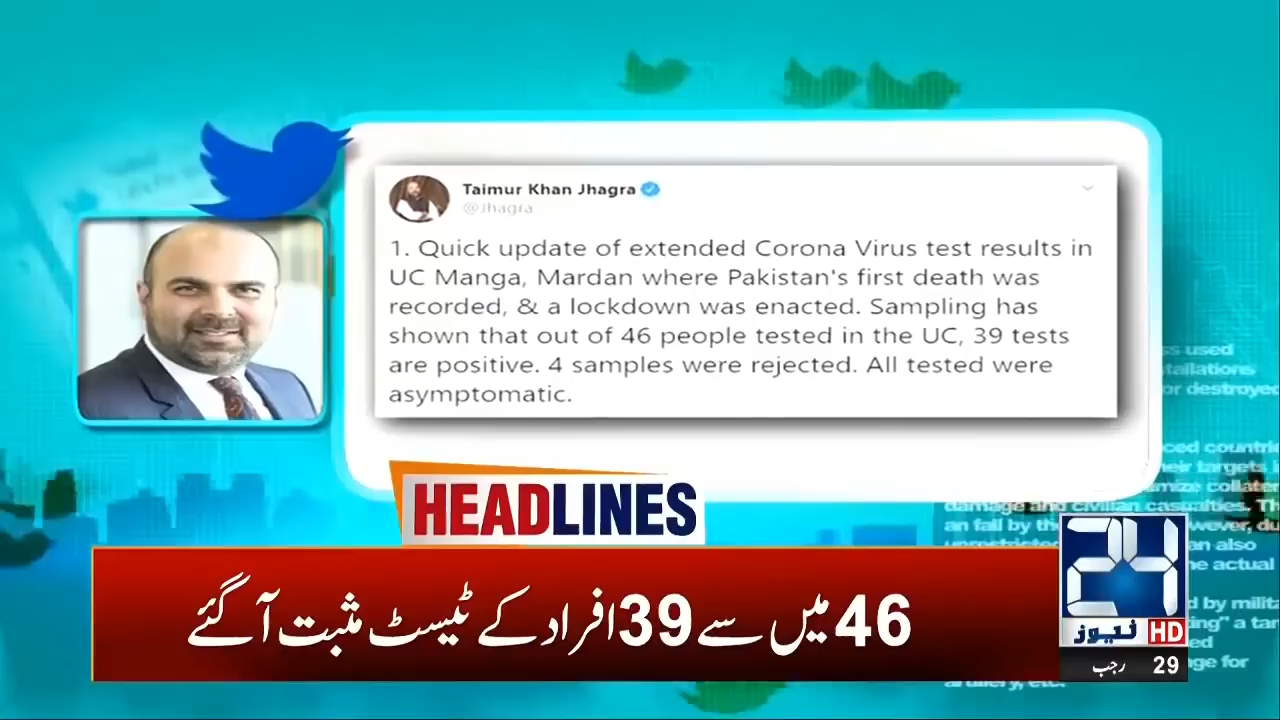 Taimur Khan Jhagra
@Jhagra
1. Quick update of extended Corona Virus test results in
UC Manga, Mardan where Pakistan's first death was
recorded, & a lockdown was enacted. Sampling has
shown that out of 46 people tested in the UC, 39 tests
are positive. 4 samples were rejected. All tested were
asymptomatic.
HEADLINES
46 میں سے 39 افراد کے ٹیسٹ مثبت آگئے
24
نیوز HD
29 رجب